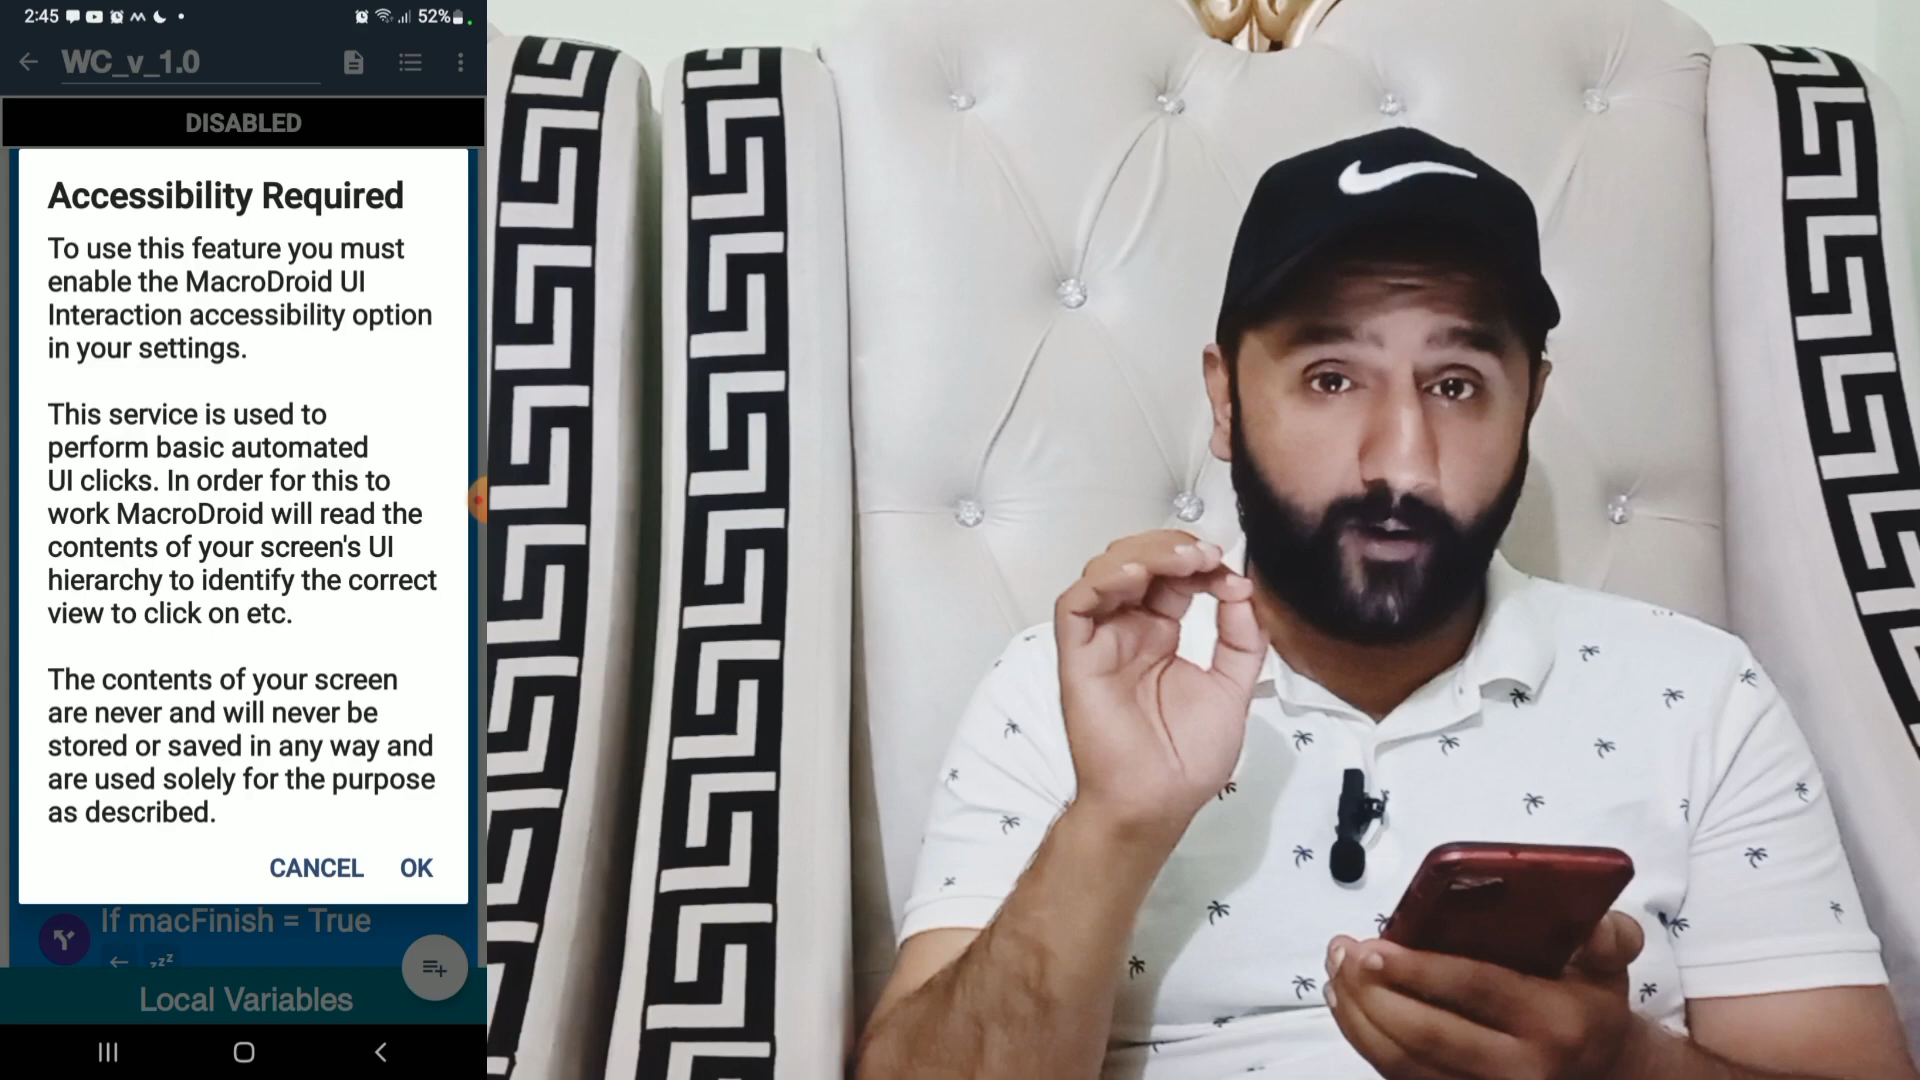 2:45
52%
WC_v_1.0
DISABLED
Accessibility Required
To use this feature you must
enable the MacroDroid UI
Interaction accessibility option
in your settings.
This service is used to
perform basic automated
UI clicks. In order for this to
work MacroDroid will read the
contents of your screen's UI
hierarchy to identify the correct
view to click on etc.
The contents of your screen
are never and will never be
stored or saved in any way and
are used solely for the purpose
as described.
CANCEL OK
If macFinish = True
zzz
Local Variables